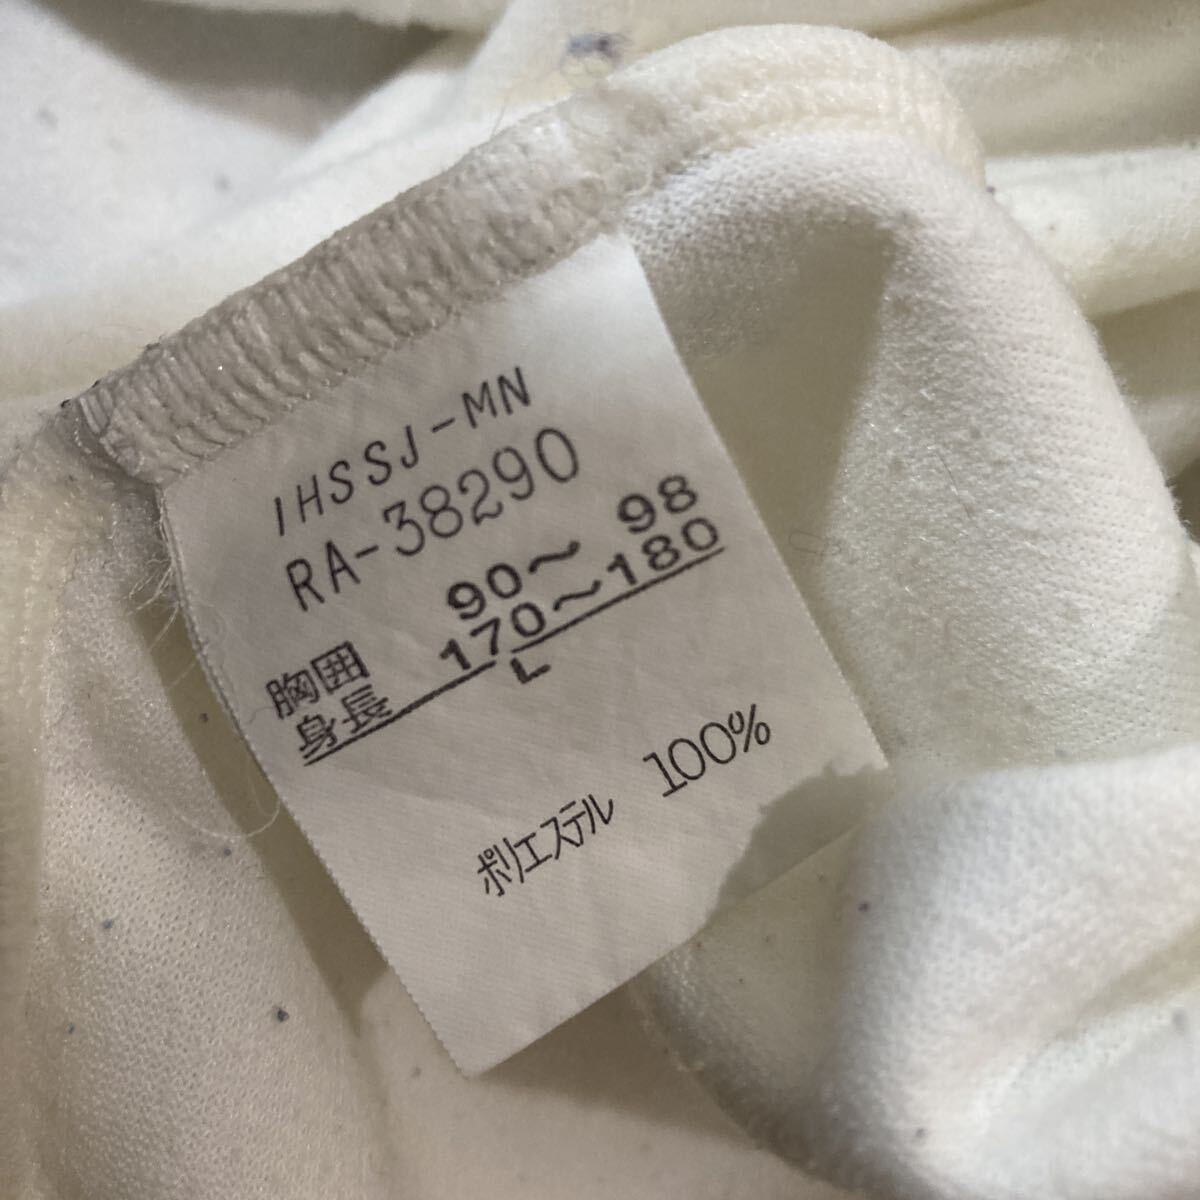 IHSSJ-MN
RA-38290
胸囲 90～ 98
身長 170～180
L
ポリエステル 100%